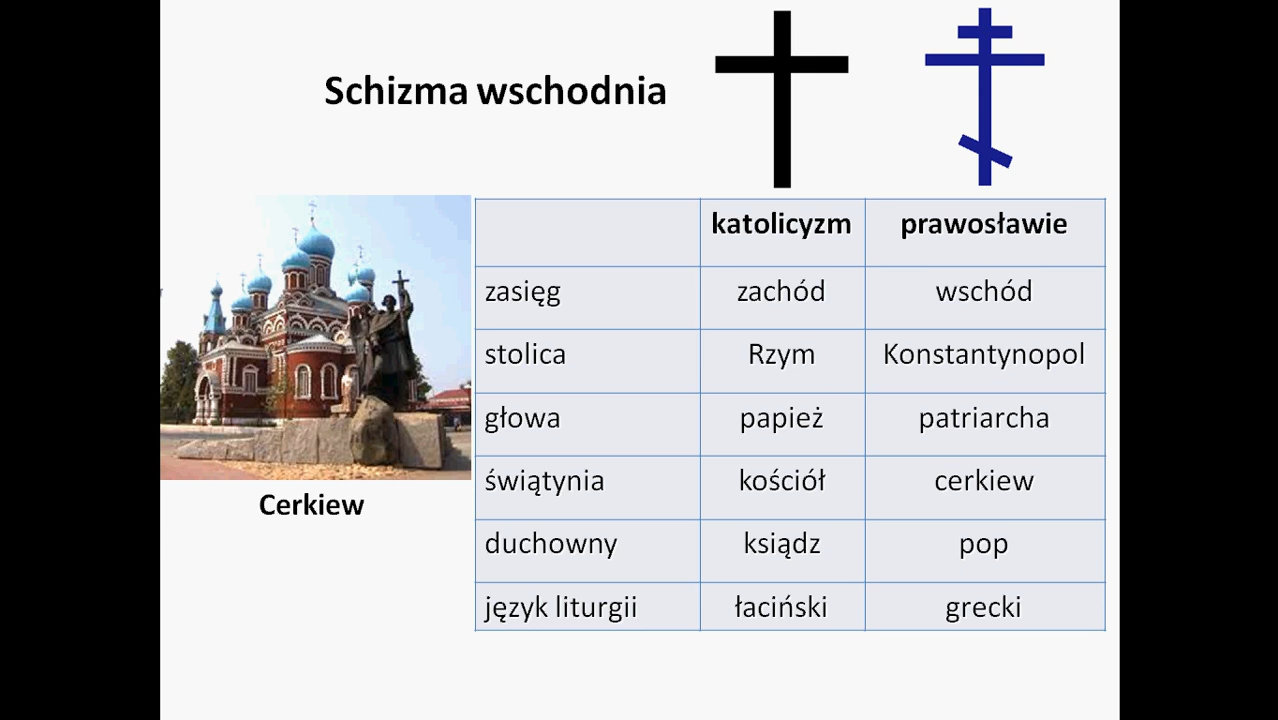 Schizma wschodnia
katolicyzm prawosławie
zasięg zachód wschód
stolica Rzym Konstantynopol
głowa papież patriarcha
świątynia kościół cerkiew
duchowny ksiądz pop
język liturgii łaciński grecki
Cerkiew